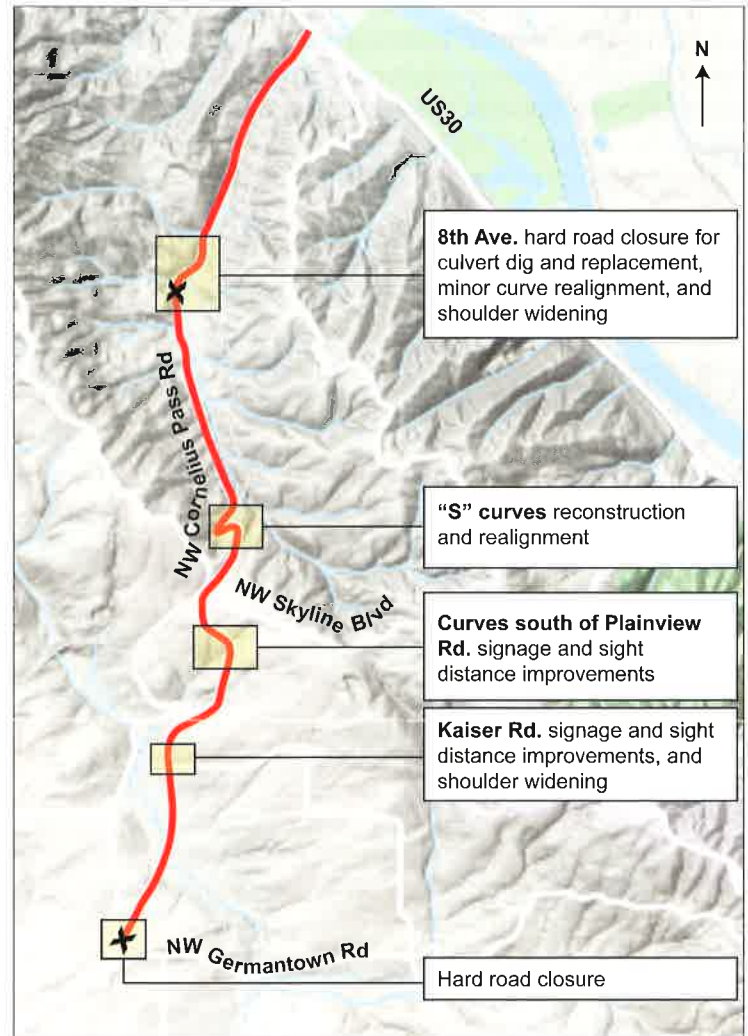 N
US30
8th Ave. hard road closure for
culvert dig and replacement,
minor curve realignment, and
shoulder widening
NW Cornelius Pass Rd
"S" curves reconstruction
and realignment
NW Skyline Blvd
Curves south of Plainview
Rd. signage and sight
distance improvements
Kaiser Rd. signage and sight
distance improvements, and
shoulder widening
NW Germantown Rd
Hard road closure